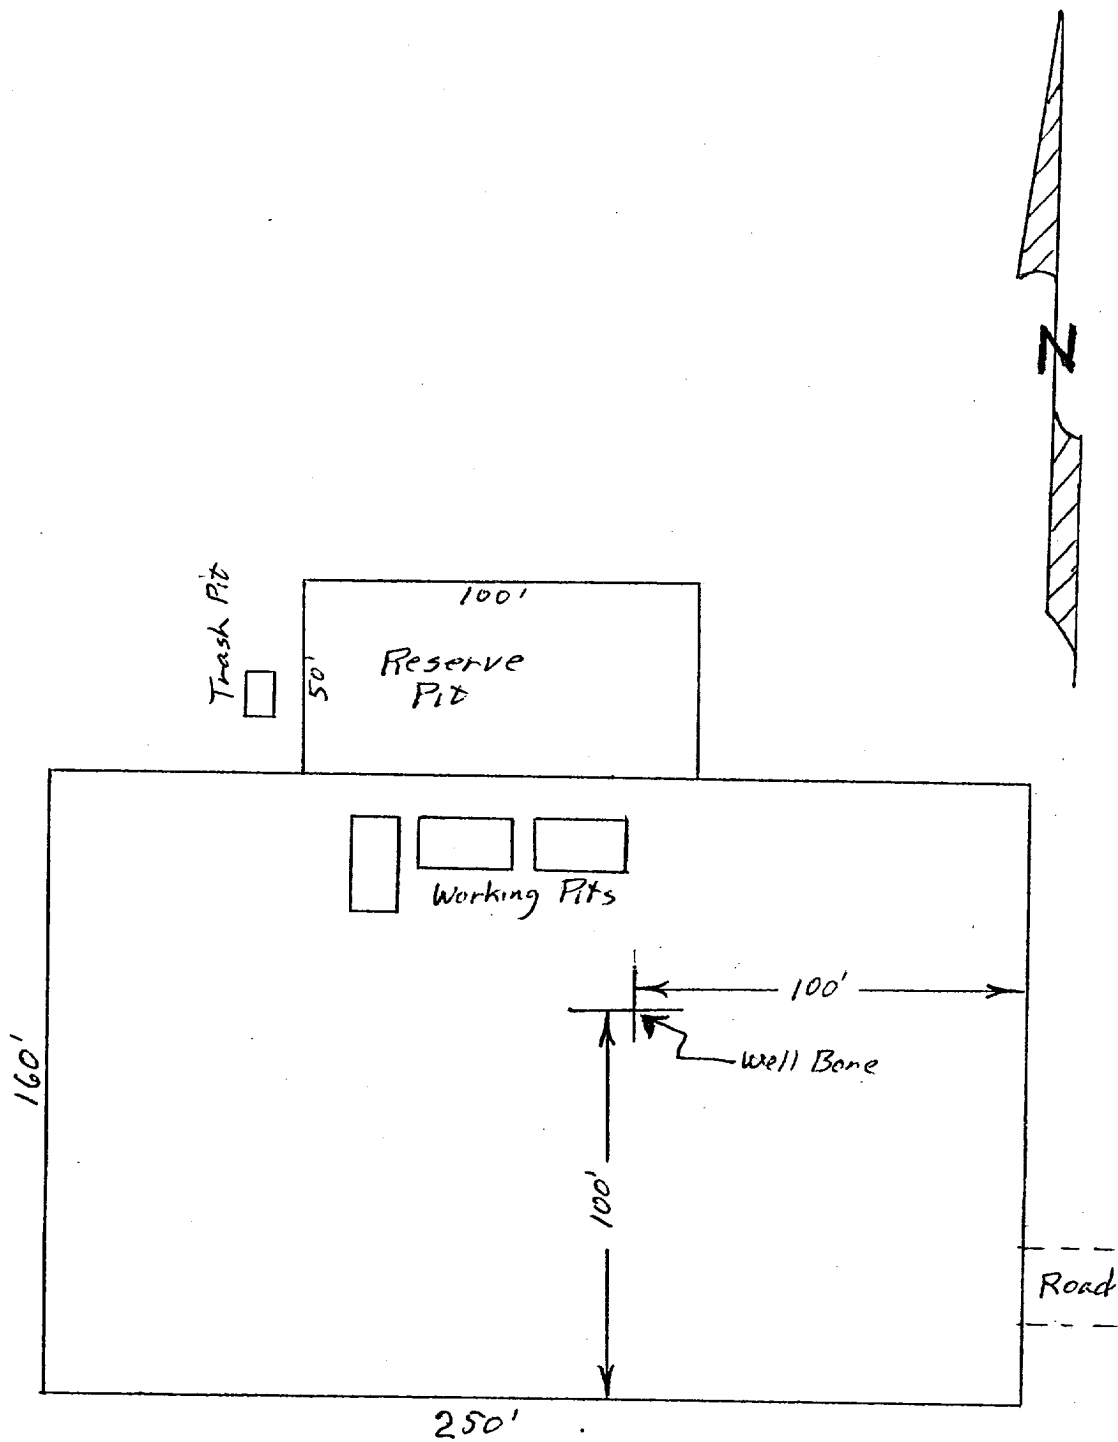 N
Trash Pit
100'
50'
Reserve
Pit
Working Pits
100'
Well Bore
160'
100'
Road
250'